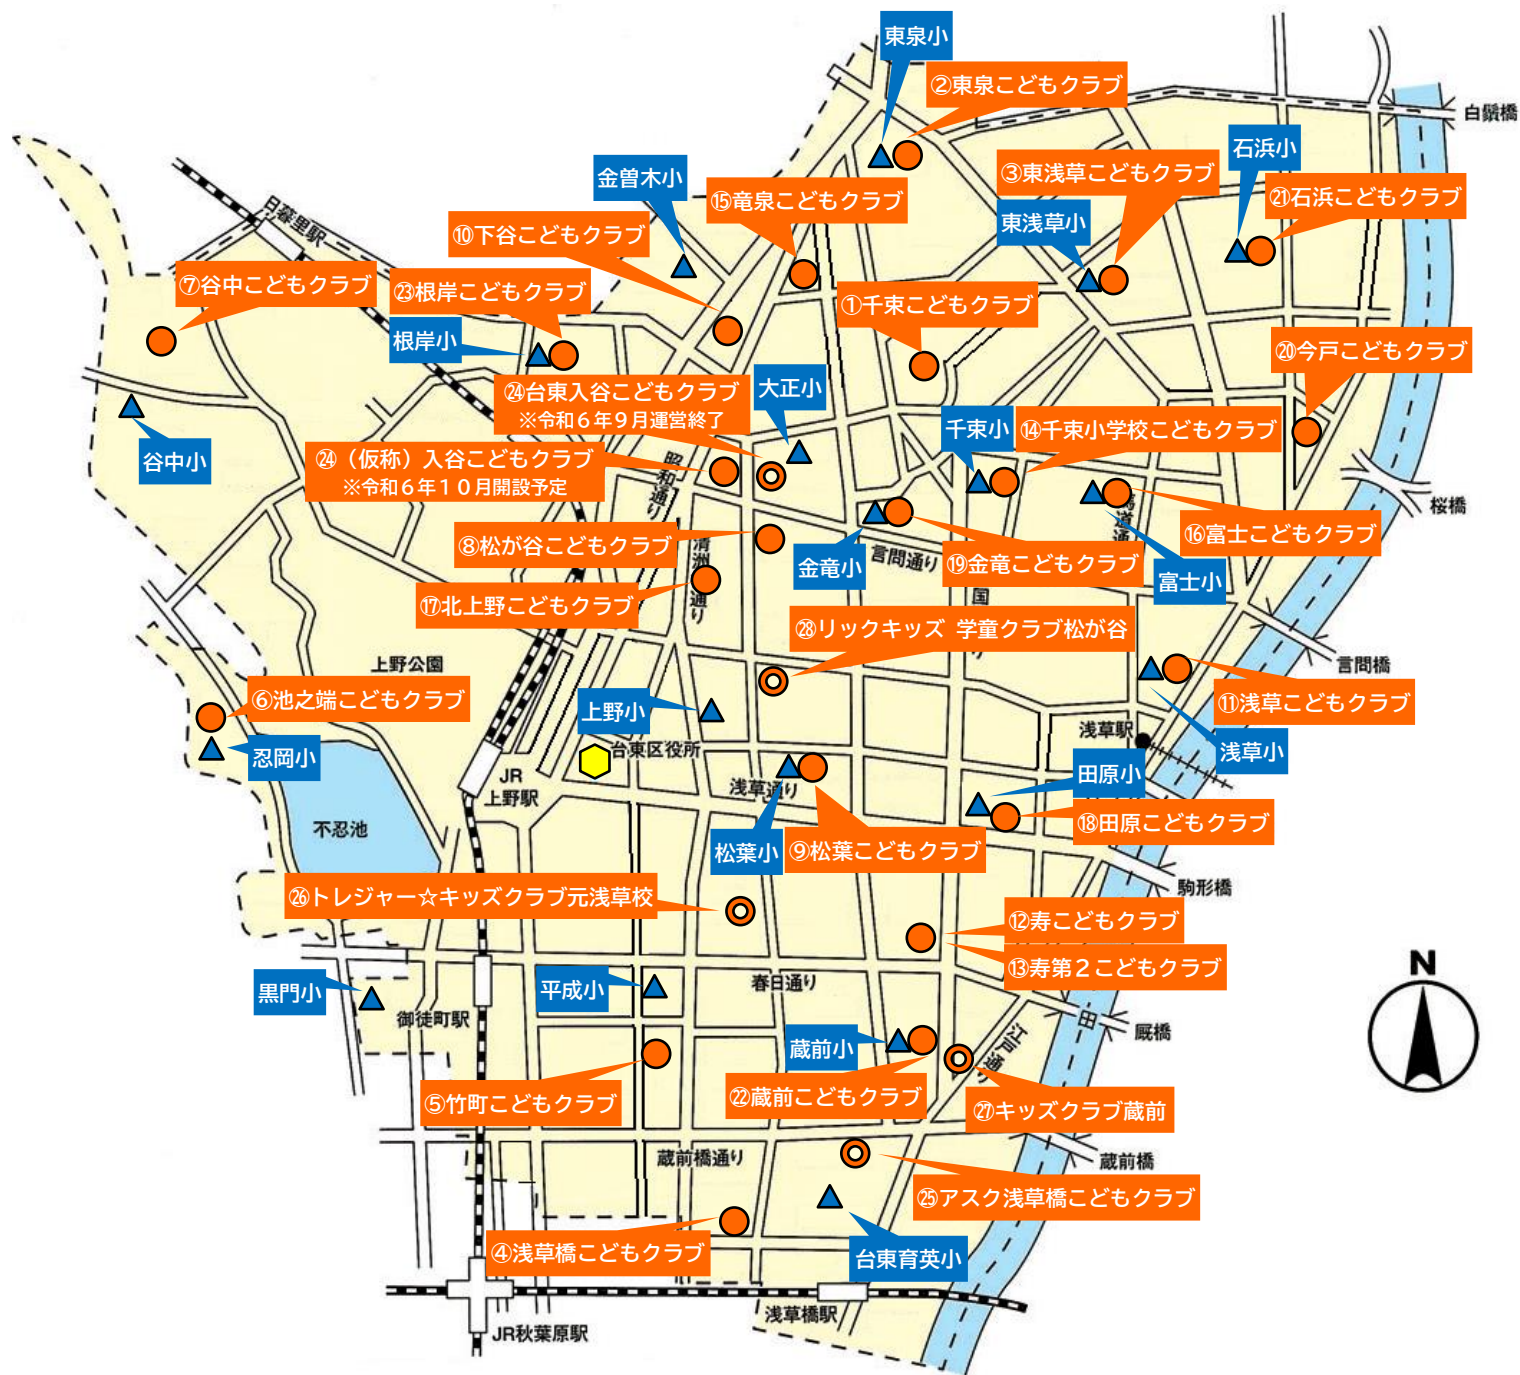 東泉小
②東泉こどもクラブ
白鬚橋
石浜小
金曽木小
③東浅草こどもクラブ
⑮竜泉こどもクラブ
㉑石浜こどもクラブ
東浅草小
日暮里駅
⑩下谷こどもクラブ
⑦谷中こどもクラブ
㉓根岸こどもクラブ
①千束こどもクラブ
根岸小
⑳今戸こどもクラブ
㉔台東入谷こどもクラブ
※令和6年9月運営終了
大正小
谷中小
千束小
⑭千束小学校こどもクラブ
㉔（仮称）入谷こどもクラブ
※令和6年10月開設予定
昭和通り
桜橋
馬道通
⑯富士こどもクラブ
⑧松が谷こどもクラブ
清洲
通り
金竜小
言問通り
⑲金竜こどもクラブ
富士小
⑰北上野こどもクラブ
国
り
㉘リックキッズ 学童クラブ松が谷
言問橋
上野公園
⑥池之端こどもクラブ
上野小
⑪浅草こどもクラブ
浅草駅
浅草小
忍岡小
台東区役所
JR
上野駅
浅草通り
田原小
⑱田原こどもクラブ
不忍池
松葉小
⑨松葉こどもクラブ
駒形橋
㉖トレジャー☆キッズクラブ元浅草校
⑫寿こどもクラブ
⑬寿第2こどもクラブ
N
黒門小
平成小
春日通り
御徒町駅
厩橋
江戸通り
蔵前小
⑤竹町こどもクラブ
㉒蔵前こどもクラブ
㉗キッズクラブ蔵前
蔵前橋通り
蔵前橋
㉕アスク浅草橋こどもクラブ
④浅草橋こどもクラブ
台東育英小
浅草橋駅
JR秋葉原駅